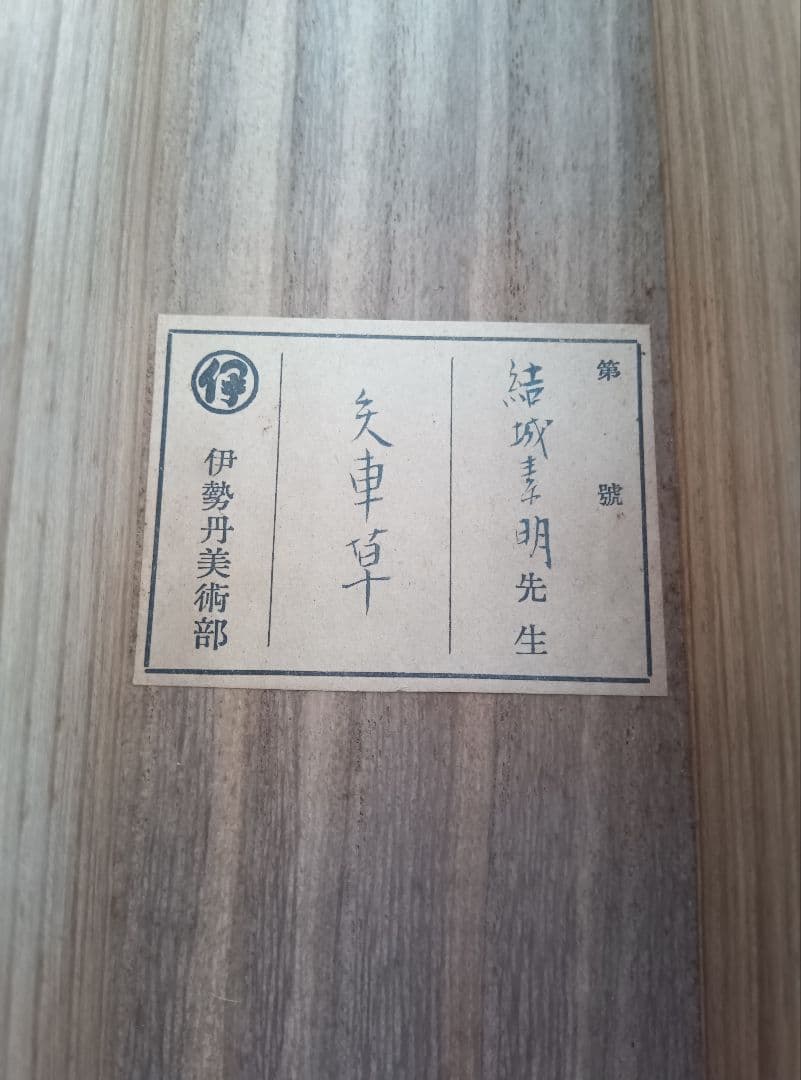 第 號
結城素明先生
矢車草
伊
伊勢丹美術部